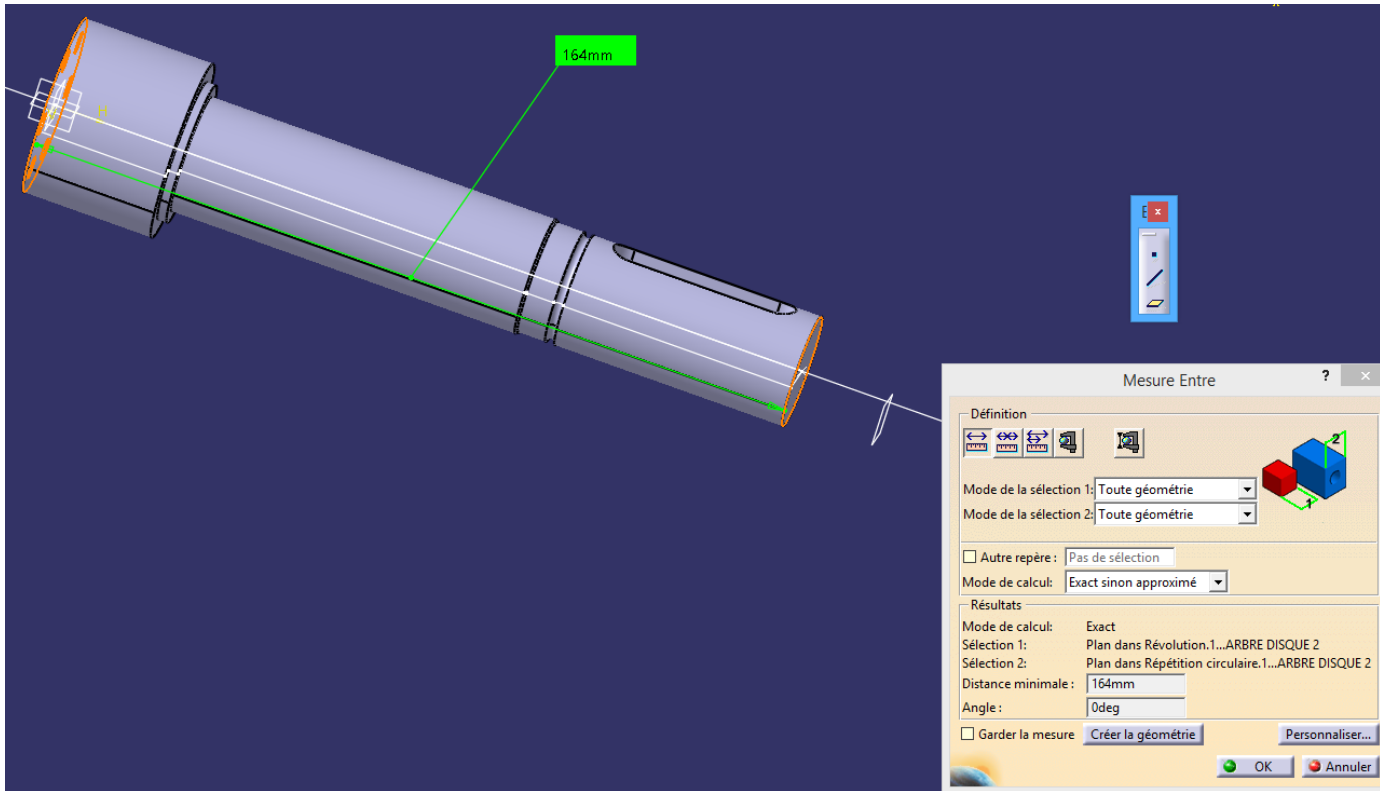 164mm
E
x
Mesure Entre
?
x
Définition
2
1
Mode de la sélection 1: Toute géométrie
Mode de la sélection 2: Toute géométrie
Autre repère : Pas de sélection
Mode de calcul: Exact sinon approximé
Résultats
Mode de calcul: Exact
Sélection 1: Plan dans Révolution.1...ARBRE DISQUE 2
Sélection 2: Plan dans Répétition circulaire.1...ARBRE DISQUE 2
Distance minimale : 164mm
Angle : 0deg
Garder la mesure Créer la géométrie Personnaliser...
OK Annuler